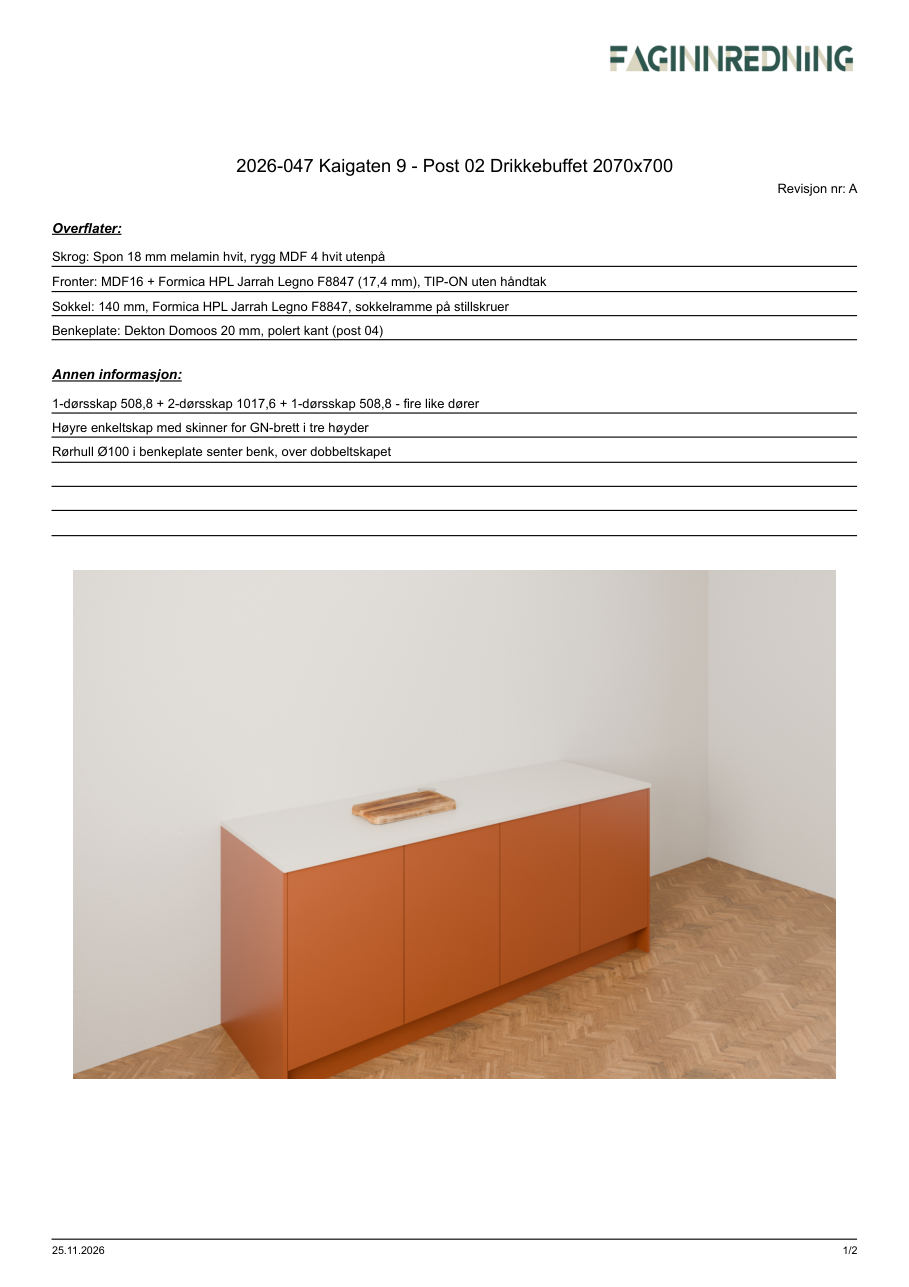 FAGINNREDNING
2026-047 Kaigaten 9 - Post 02 Drikkebuffet 2070x700
Revisjon nr: A
Overflater:
Skrog: Spon 18 mm melamin hvit, rygg MDF 4 hvit utenpå
Fronter: MDF16 + Formica HPL Jarrah Legno F8847 (17,4 mm), TIP-ON uten håndtak
Sokkel: 140 mm, Formica HPL Jarrah Legno F8847, sokkelramme på stillskruer
Benkeplate: Dekton Domoos 20 mm, polert kant (post 04)
Annen informasjon:
1-dørsskap 508,8 + 2-dørsskap 1017,6 + 1-dørsskap 508,8 - fire like dører
Høyre enkeltskap med skinner for GN-brett i tre høyder
Rørhull Ø100 i benkeplate senter benk, over dobbeltskapet
25.11.2026
1/2